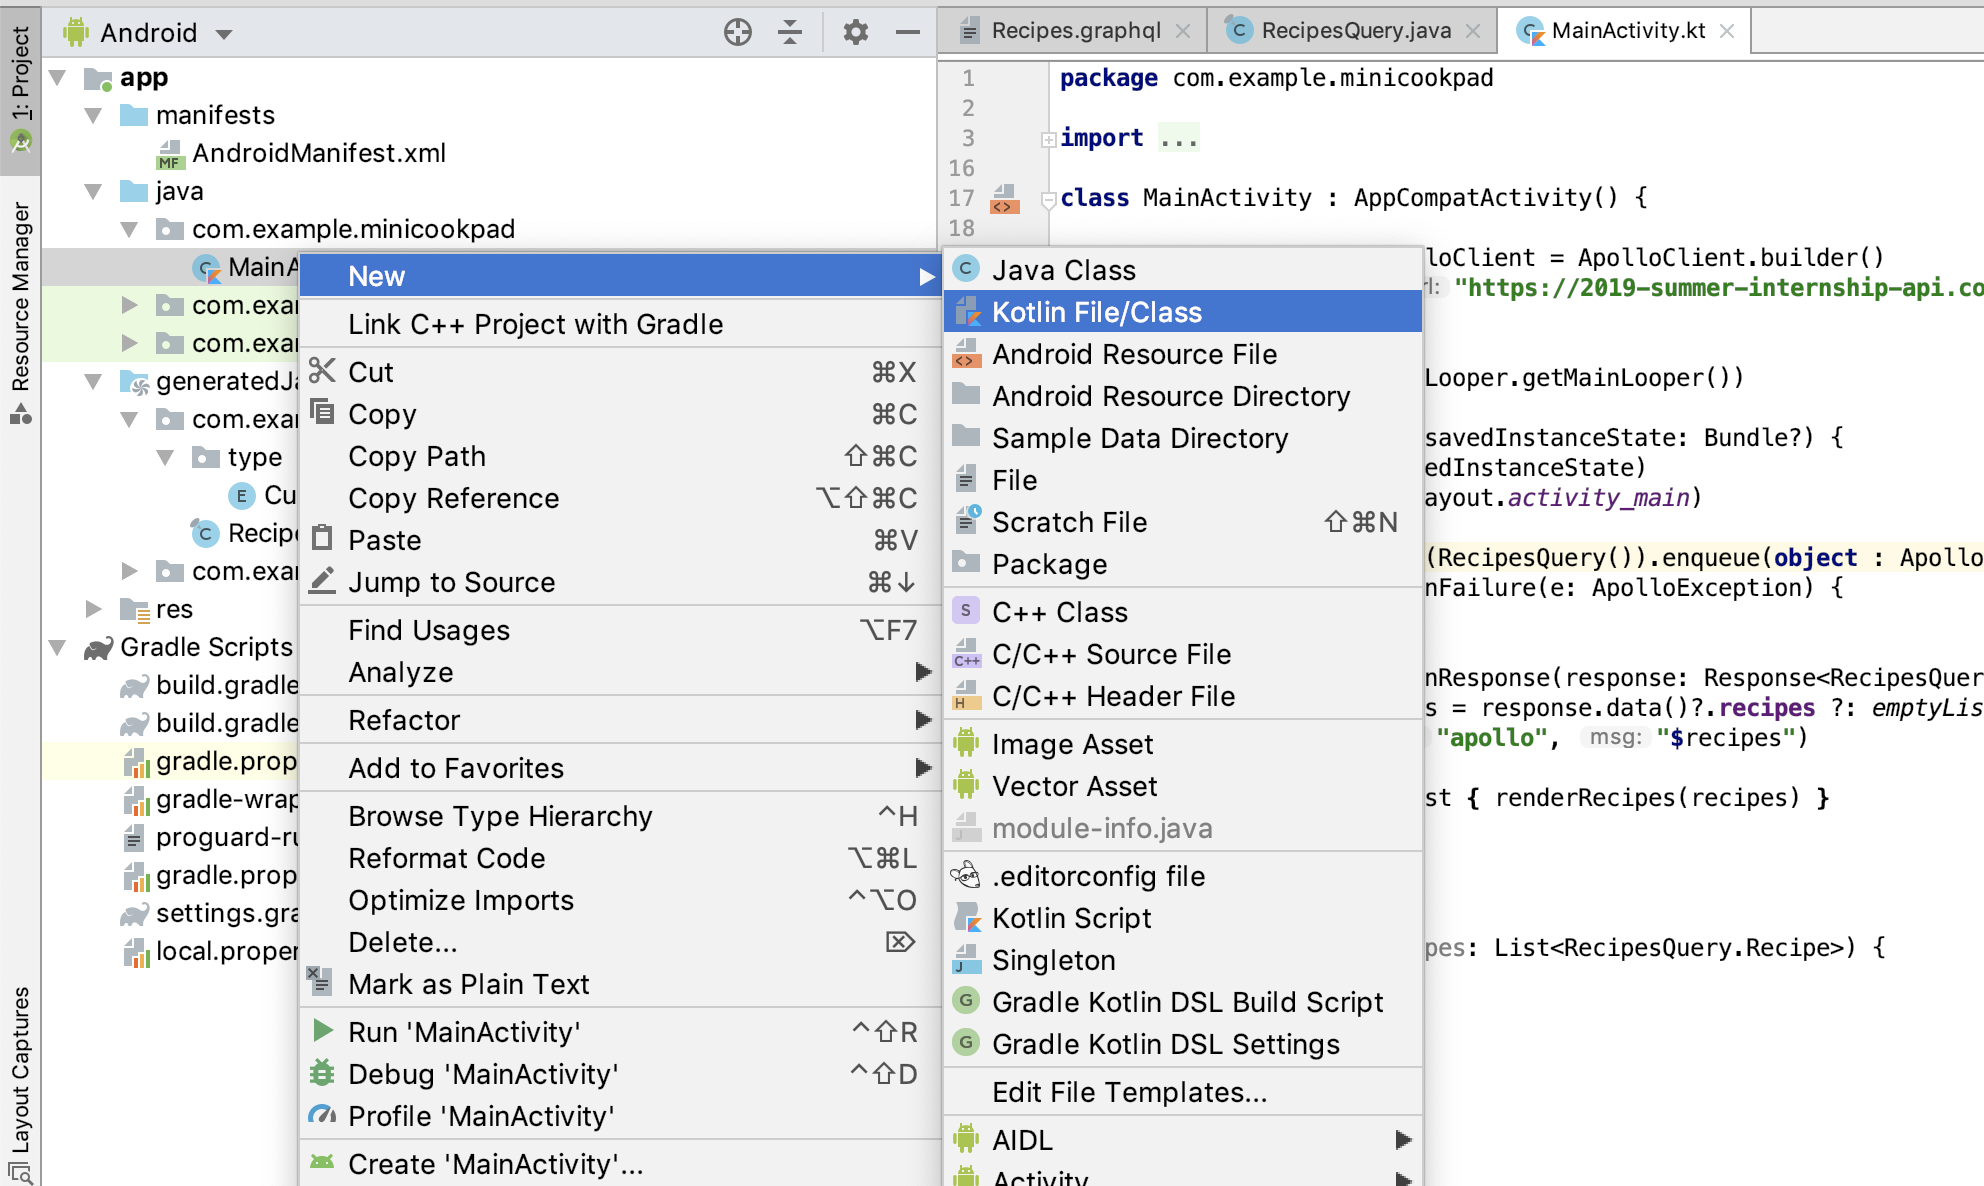 1: Project
Resource Manager
Layout Captures
Android
app
manifests
MF AndroidManifest.xml
java
com.example.minicookpad
MainA
com.exa
com.exa
generatedJa
com.exa
type
E Cu
C Recipe
com.exa
res
Gradle Scripts
build.gradle
build.gradle
gradle.prop
gradle-wrap
proguard-ru
gradle.prop
settings.gra
local.proper
New
Link C++ Project with Gradle
Cut ⌘X
Copy ⌘C
Copy Path ⇧⌘C
Copy Reference ⌥⇧⌘C
Paste ⌘V
Jump to Source ⌘↓
Find Usages ⌥F7
Analyze
Refactor
Add to Favorites
Browse Type Hierarchy ^H
Reformat Code ⌥⌘L
Optimize Imports ^⌥O
Delete... ⌦
Mark as Plain Text
Run 'MainActivity' ^⇧R
Debug 'MainActivity' ^⇧D
Profile 'MainActivity'
Create 'MainActivity'...
C Java Class
Kotlin File/Class
Android Resource File
Android Resource Directory
Sample Data Directory
File
Scratch File ⇧⌘N
Package
S C++ Class
C++ C/C++ Source File
H C/C++ Header File
Image Asset
Vector Asset
J module-info.java
.editorconfig file
Kotlin Script
J Singleton
G Gradle Kotlin DSL Build Script
G Gradle Kotlin DSL Settings
Edit File Templates...
AIDL
Activity
Recipes.graphql
C RecipesQuery.java
C MainActivity.kt
1 package com.example.minicookpad
2
3 import ...
16
17 class MainActivity : AppCompatActivity() {
18
loClient = ApolloClient.builder()
rl: "https://2019-summer-internship-api.co
Looper.getMainLooper())
savedInstanceState: Bundle?) {
edInstanceState)
ayout.activity_main)
(RecipesQuery()).enqueue(object : Apollo
nFailure(e: ApolloException) {
nResponse(response: Response<RecipesQuer
s = response.data()?.recipes ?: emptyLis
"apollo", msg: "$recipes")
st { renderRecipes(recipes) }
pes: List<RecipesQuery.Recipe>) {